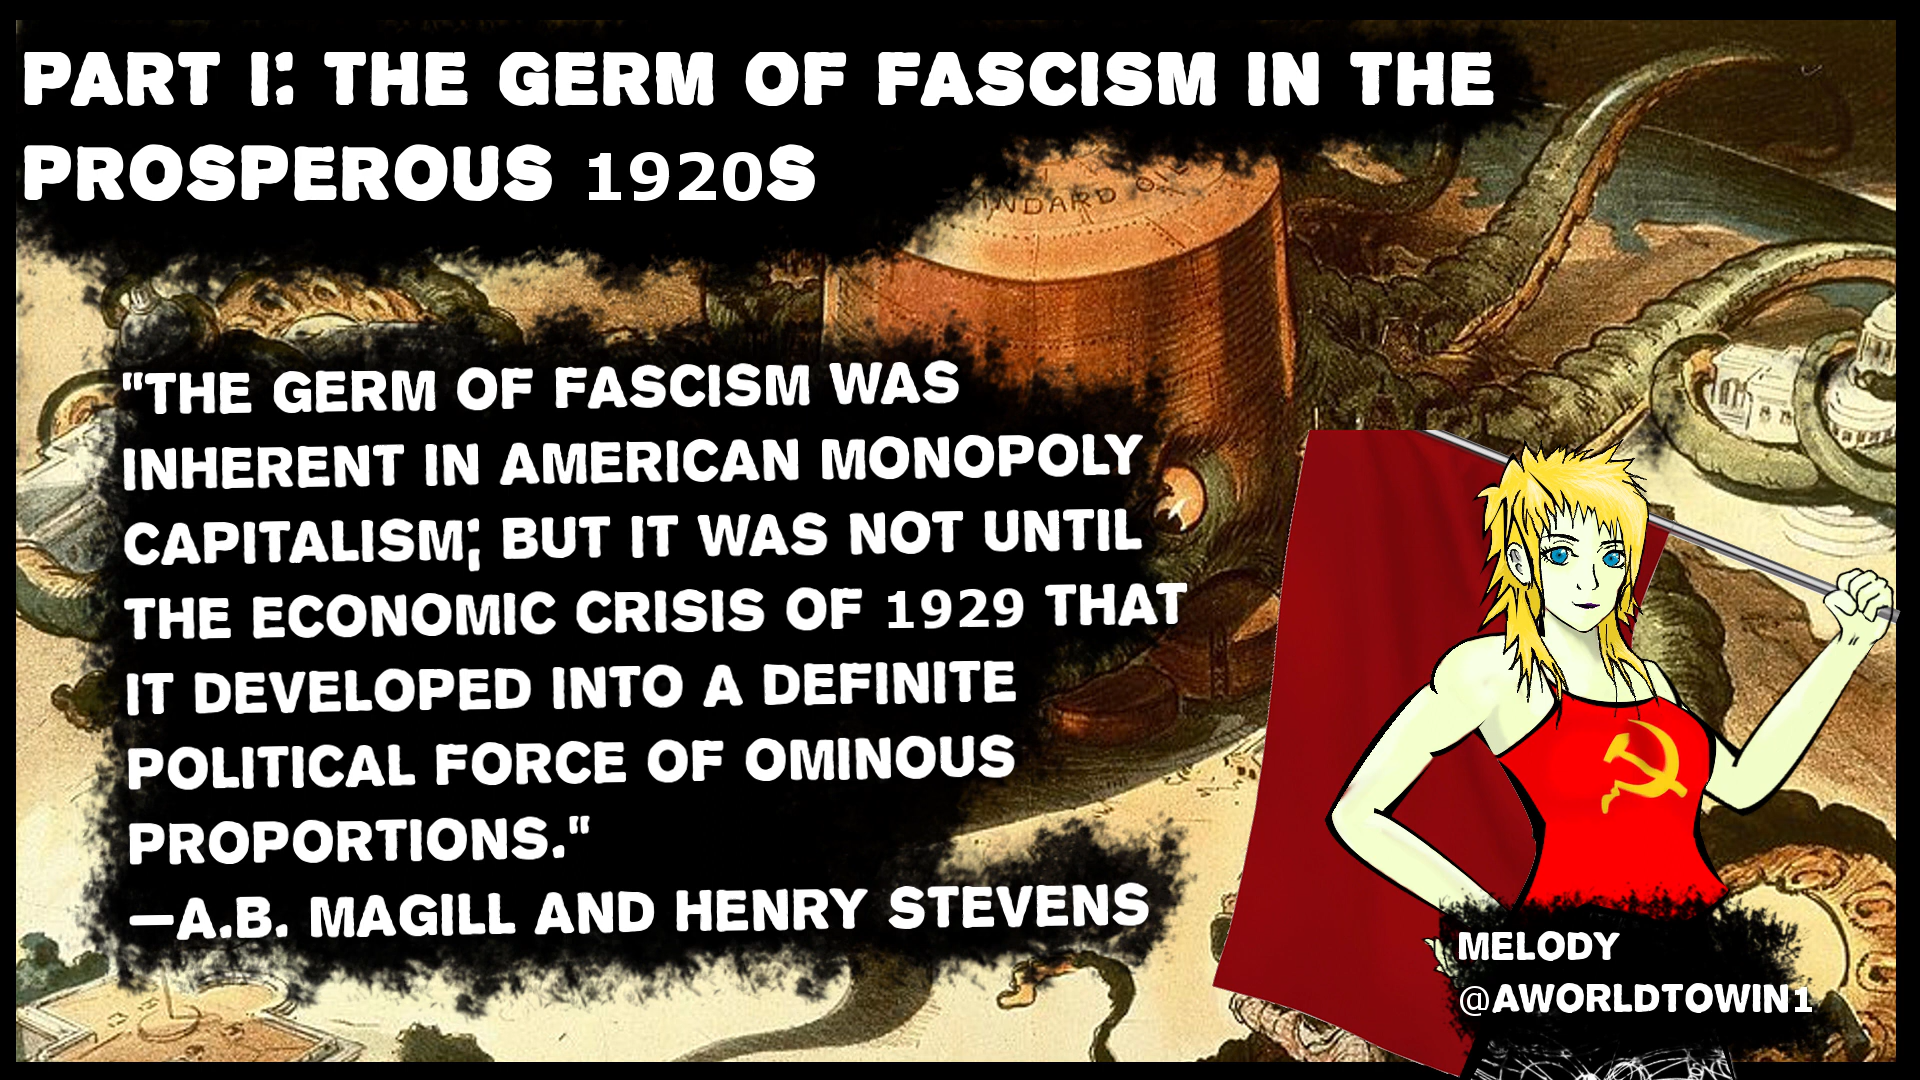 PART I: THE GERM OF FASCISM IN THE
PROSPEROUS 1920S
NDARD OIL
"THE GERM OF FASCISM WAS
INHERENT IN AMERICAN MONOPOLY
CAPITALISM; BUT IT WAS NOT UNTIL
THE ECONOMIC CRISIS OF 1929 THAT
IT DEVELOPED INTO A DEFINITE
POLITICAL FORCE OF OMINOUS
PROPORTIONS."
—A.B. MAGILL AND HENRY STEVENS
MELODY
@AWORLDTOWIN1